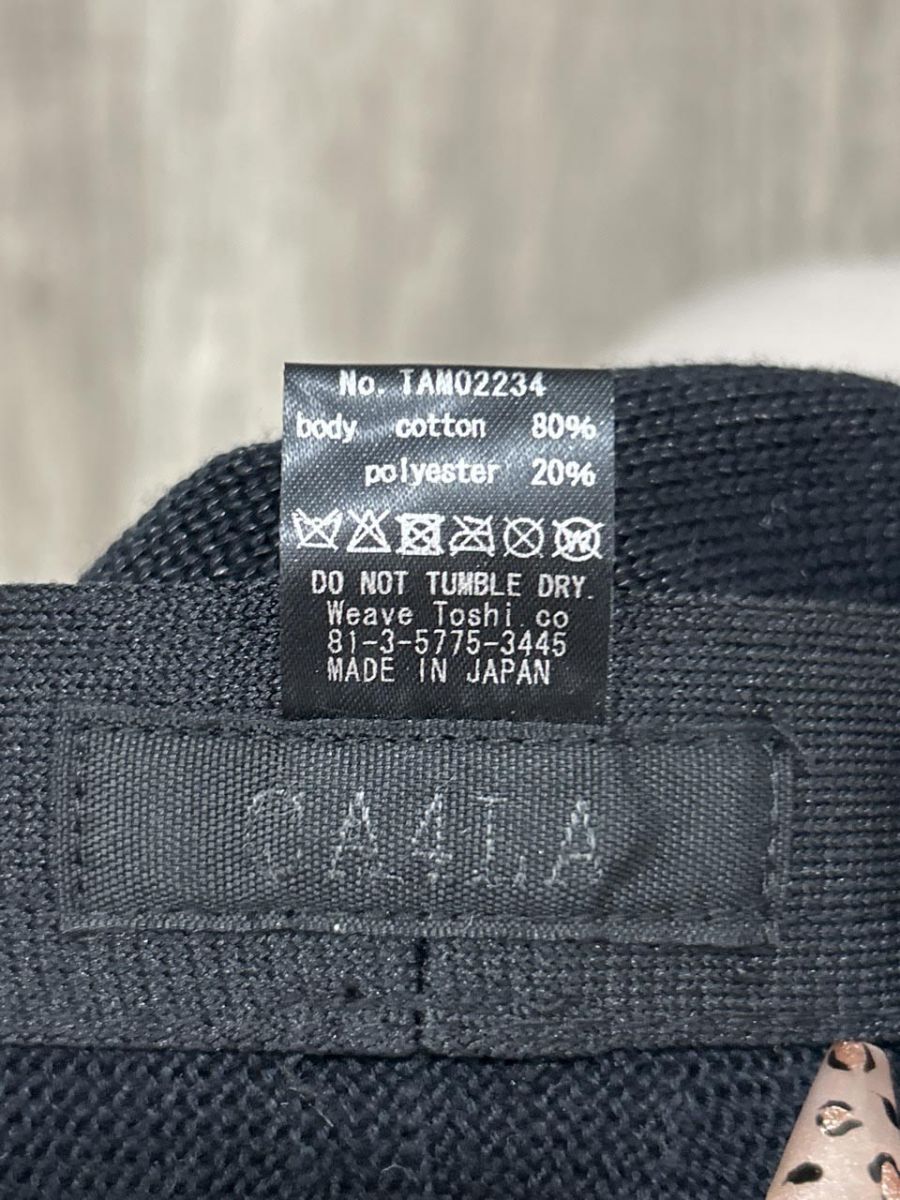 No. TAM02234
body cotton 80%
polyester 20%
W
DO NOT TUMBLE DRY.
Weave Toshi.co
81-3-5775-3445
MADE IN JAPAN
CA4LA